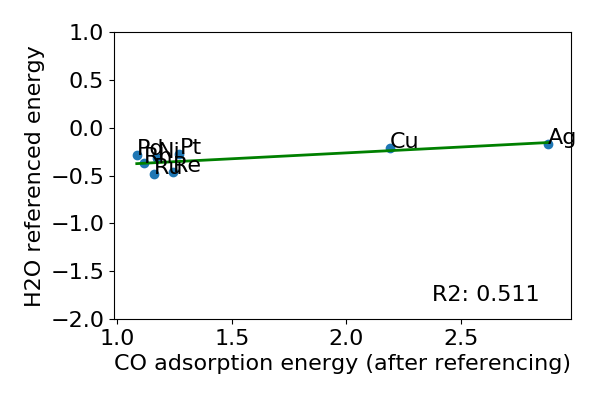 1.0
0.5
0.0
−0.5
−1.0
−1.5
−2.0
H2O referenced energy
Pd
Ni
Pt
Rh
Ru
Re
Cu
Ag
R2: 0.511
1.0 1.5 2.0 2.5
CO adsorption energy (after referencing)